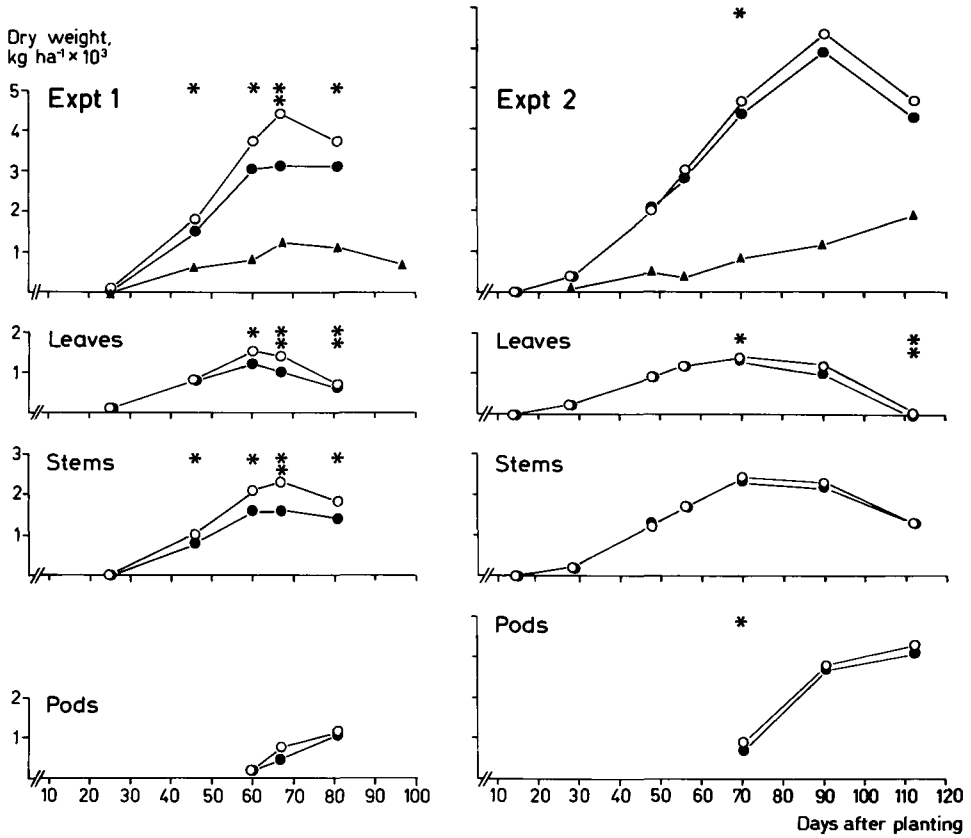 Dry weight,
kg ha⁻¹ × 10³
Expt 1
* * ** *
5
4
3
2
1
Leaves
* ** **
2
1
Stems
* * ** *
3
2
1
Pods
2
1
10 20 30 40 50 60 70 80 90 100
Expt 2
*
Leaves
* **
Stems
Pods
*
10 20 30 40 50 60 70 80 90 100 110 120
Days after planting